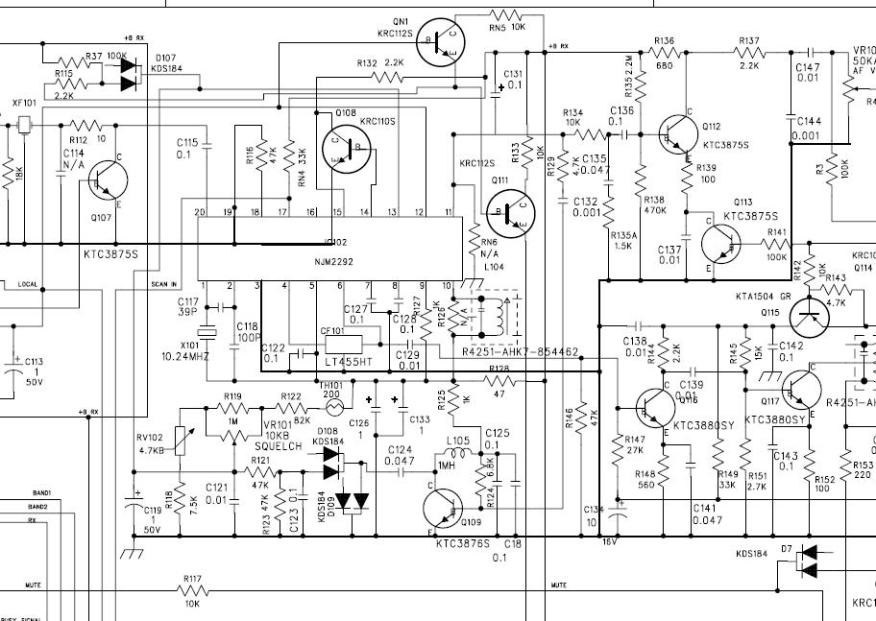 QN1
KRC112S
B
C
E
RN5 10K
+8 RX
+8 RX
R37 100K
D107
KDS184
R115
2.2K
R132 2.2K
C131
0.1
R135 2.2M
R136
680
R137
2.2K
C147
0.01
VR10
50KA
AF V
XF101
R112 10
C114
N/A
C115
0.1
Q108
KRC110S
C
B
E
R134
10K
C136
0.1
Q112
KTC3875S
C
E
C144
0.001
18K
C
B
E
Q107
KTC3875S
R116
47K
RN4 33K
KRC112S
Q111
B
C
E
R133
10K
R129 4.7K
C135
0.047
C132
0.001
R139
100
R3
100K
R138
470K
R135A
1.5K
C137
0.01
Q113
KTC3875S
C
E
R141
100K
20 19 18 17 16 15 14 13 12 11
IC102
NJM2292
1 2 3 4 5 6 7 8 9 10
RN6
N/A
L104
R142
10K
R143
4.7K
KRC10
Q114
LOCAL
SCAN IN
C117
39P
X101
10.24MHZ
C118
100P
C122
0.1
CF101
LT455HT
C127
0.1
C128
0.1
R127 1K
R126 N/A
C129
0.01
R4251-AHK7-854462
KTA1504 GR
Q115
C138
0.01
R144
2.2K
R145
15K
C142
0.1
C113
1
50V
R128
47
C139
0.01
Q116
KTC3880SY
Q117
KTC3880SY
C
E
R4251-AH
+8_RX
R119
1M
R122
82K
TH101
200
R125
1K
C126
1
C133
1
R146
47K
RV102
4.7KB
VR101
10KB
SQUELCH
D108
KDS184
C124
0.047
L105
1MH
C125
0.1
R124 6.8K
R147
27K
R148
560
R149
33K
R151
2.7K
C143
0.1
R152
100
R153
220
R121
47K
C121
0.01
R118
7.5K
C119
1
50V
R123 47K
C123 0.1
KDS184
D109
C
E
Q109
KTC3876S
C18
0.1
C134
10
16V
C141
0.047
BAND1
BAND2
RX
KDS184
D7
MUTE
R117
10K
MUTE
KRC1
BUSY SIGNAL